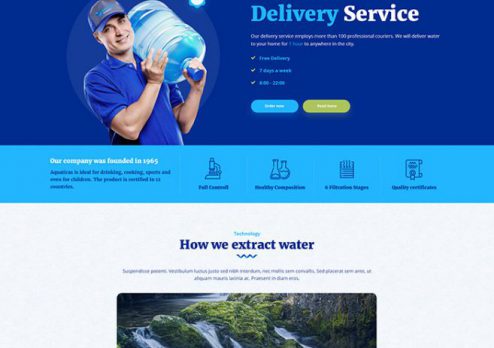 Delivery Service
Our delivery service employs more than 100 professional couriers. We will deliver water
to your home for 1 hour to anywhere in the city.
Free Delivery
7 days a week
8:00 - 22:00
Order now
Read more
Our company was founded in 1965
Aquateras is ideal for drinking, cooking, sports and
even for children. The product is certified in 12
countries.
Full Controll
Healthy Composition
6 Filtration Stages
Quality certificates
Technology
How we extract water
Suspendisse potenti. Vestibulum luctus justo sed nibh interdum, nec mollis sem convallis. Sed placerat sem ante, ut
aliquam mauris lacinia ac. Praesent in diam eros.